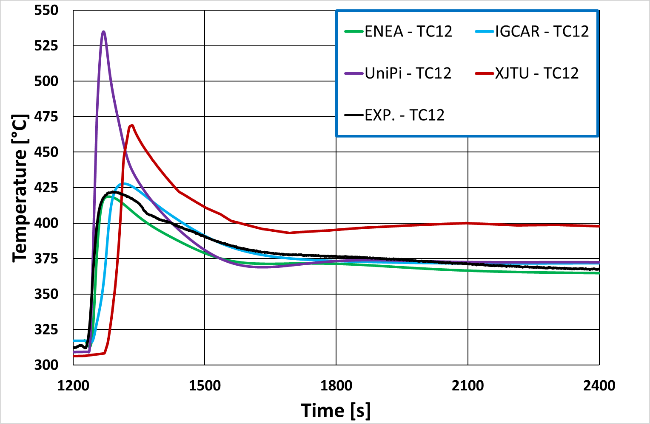 550
525
500
475
450
425
400
375
350
325
300
Temperature [°C]
ENEA - TC12
IGCAR - TC12
UniPi - TC12
XJTU - TC12
EXP. - TC12
1200
1500
1800
2100
2400
Time [s]